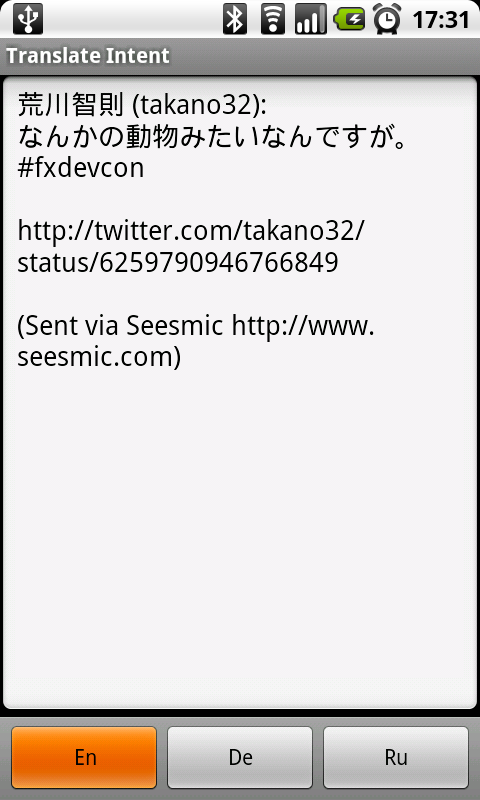 17:31
Translate Intent
荒川智則 (takano32):
なんかの動物みたいなんですが。
#fxdevcon
http://twitter.com/takano32/
status/6259790946766849
(Sent via Seesmic http://www.
seesmic.com)
En
De
Ru